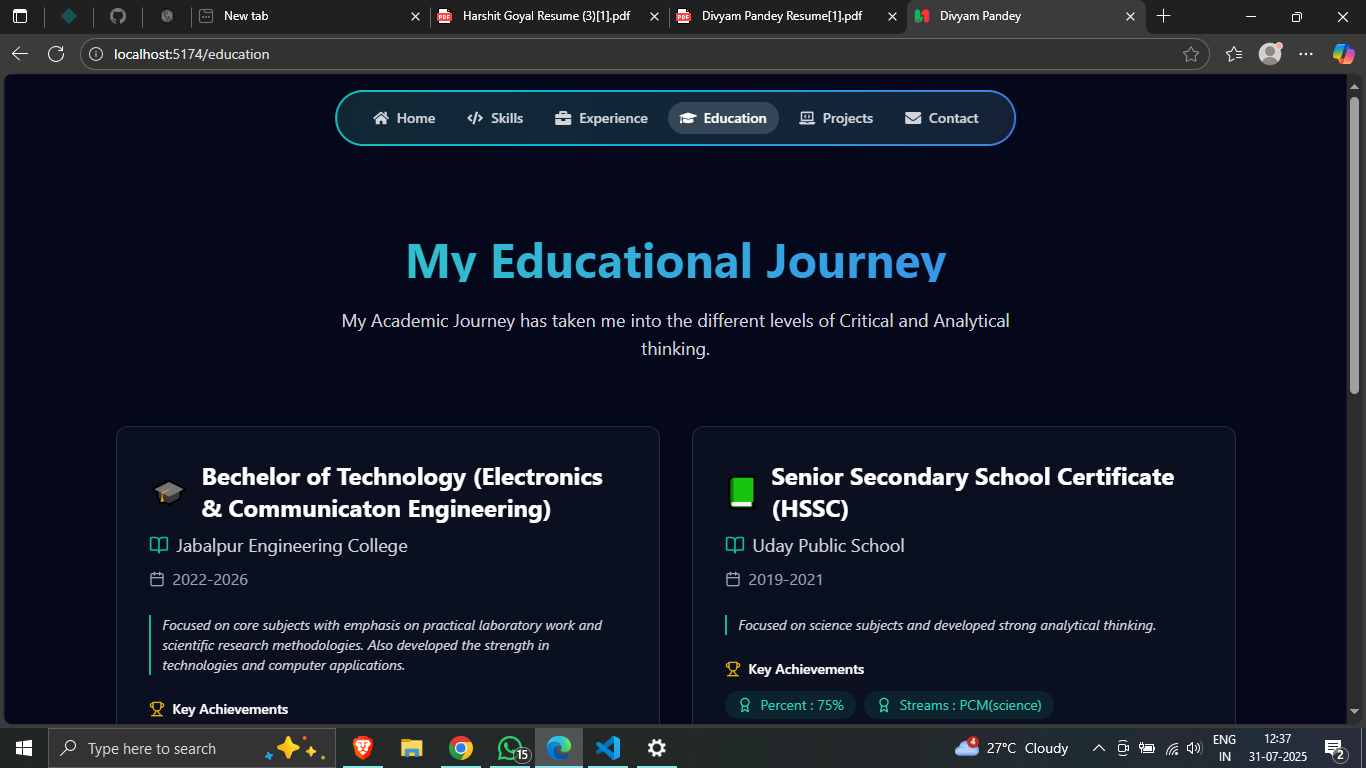 New tab
Harshit Goyal Resume (3)[1].pdf
Divyam Pandey Resume[1].pdf
Divyam Pandey
localhost:5174/education
Home
Skills
Experience
Education
Projects
Contact
My Educational Journey
My Academic Journey has taken me into the different levels of Critical and Analytical
thinking.
Bechelor of Technology (Electronics
& Communicaton Engineering)
Jabalpur Engineering College
2022-2026
Focused on core subjects with emphasis on practical laboratory work and
scientific research methodologies. Also developed the strength in
technologies and computer applications.
Key Achievements
Senior Secondary School Certificate
(HSSC)
Uday Public School
2019-2021
Focused on science subjects and developed strong analytical thinking.
Key Achievements
Percent : 75%
Streams : PCM(science)
Type here to search
15
4
27°C Cloudy
ENG
IN
12:37
31-07-2025
2